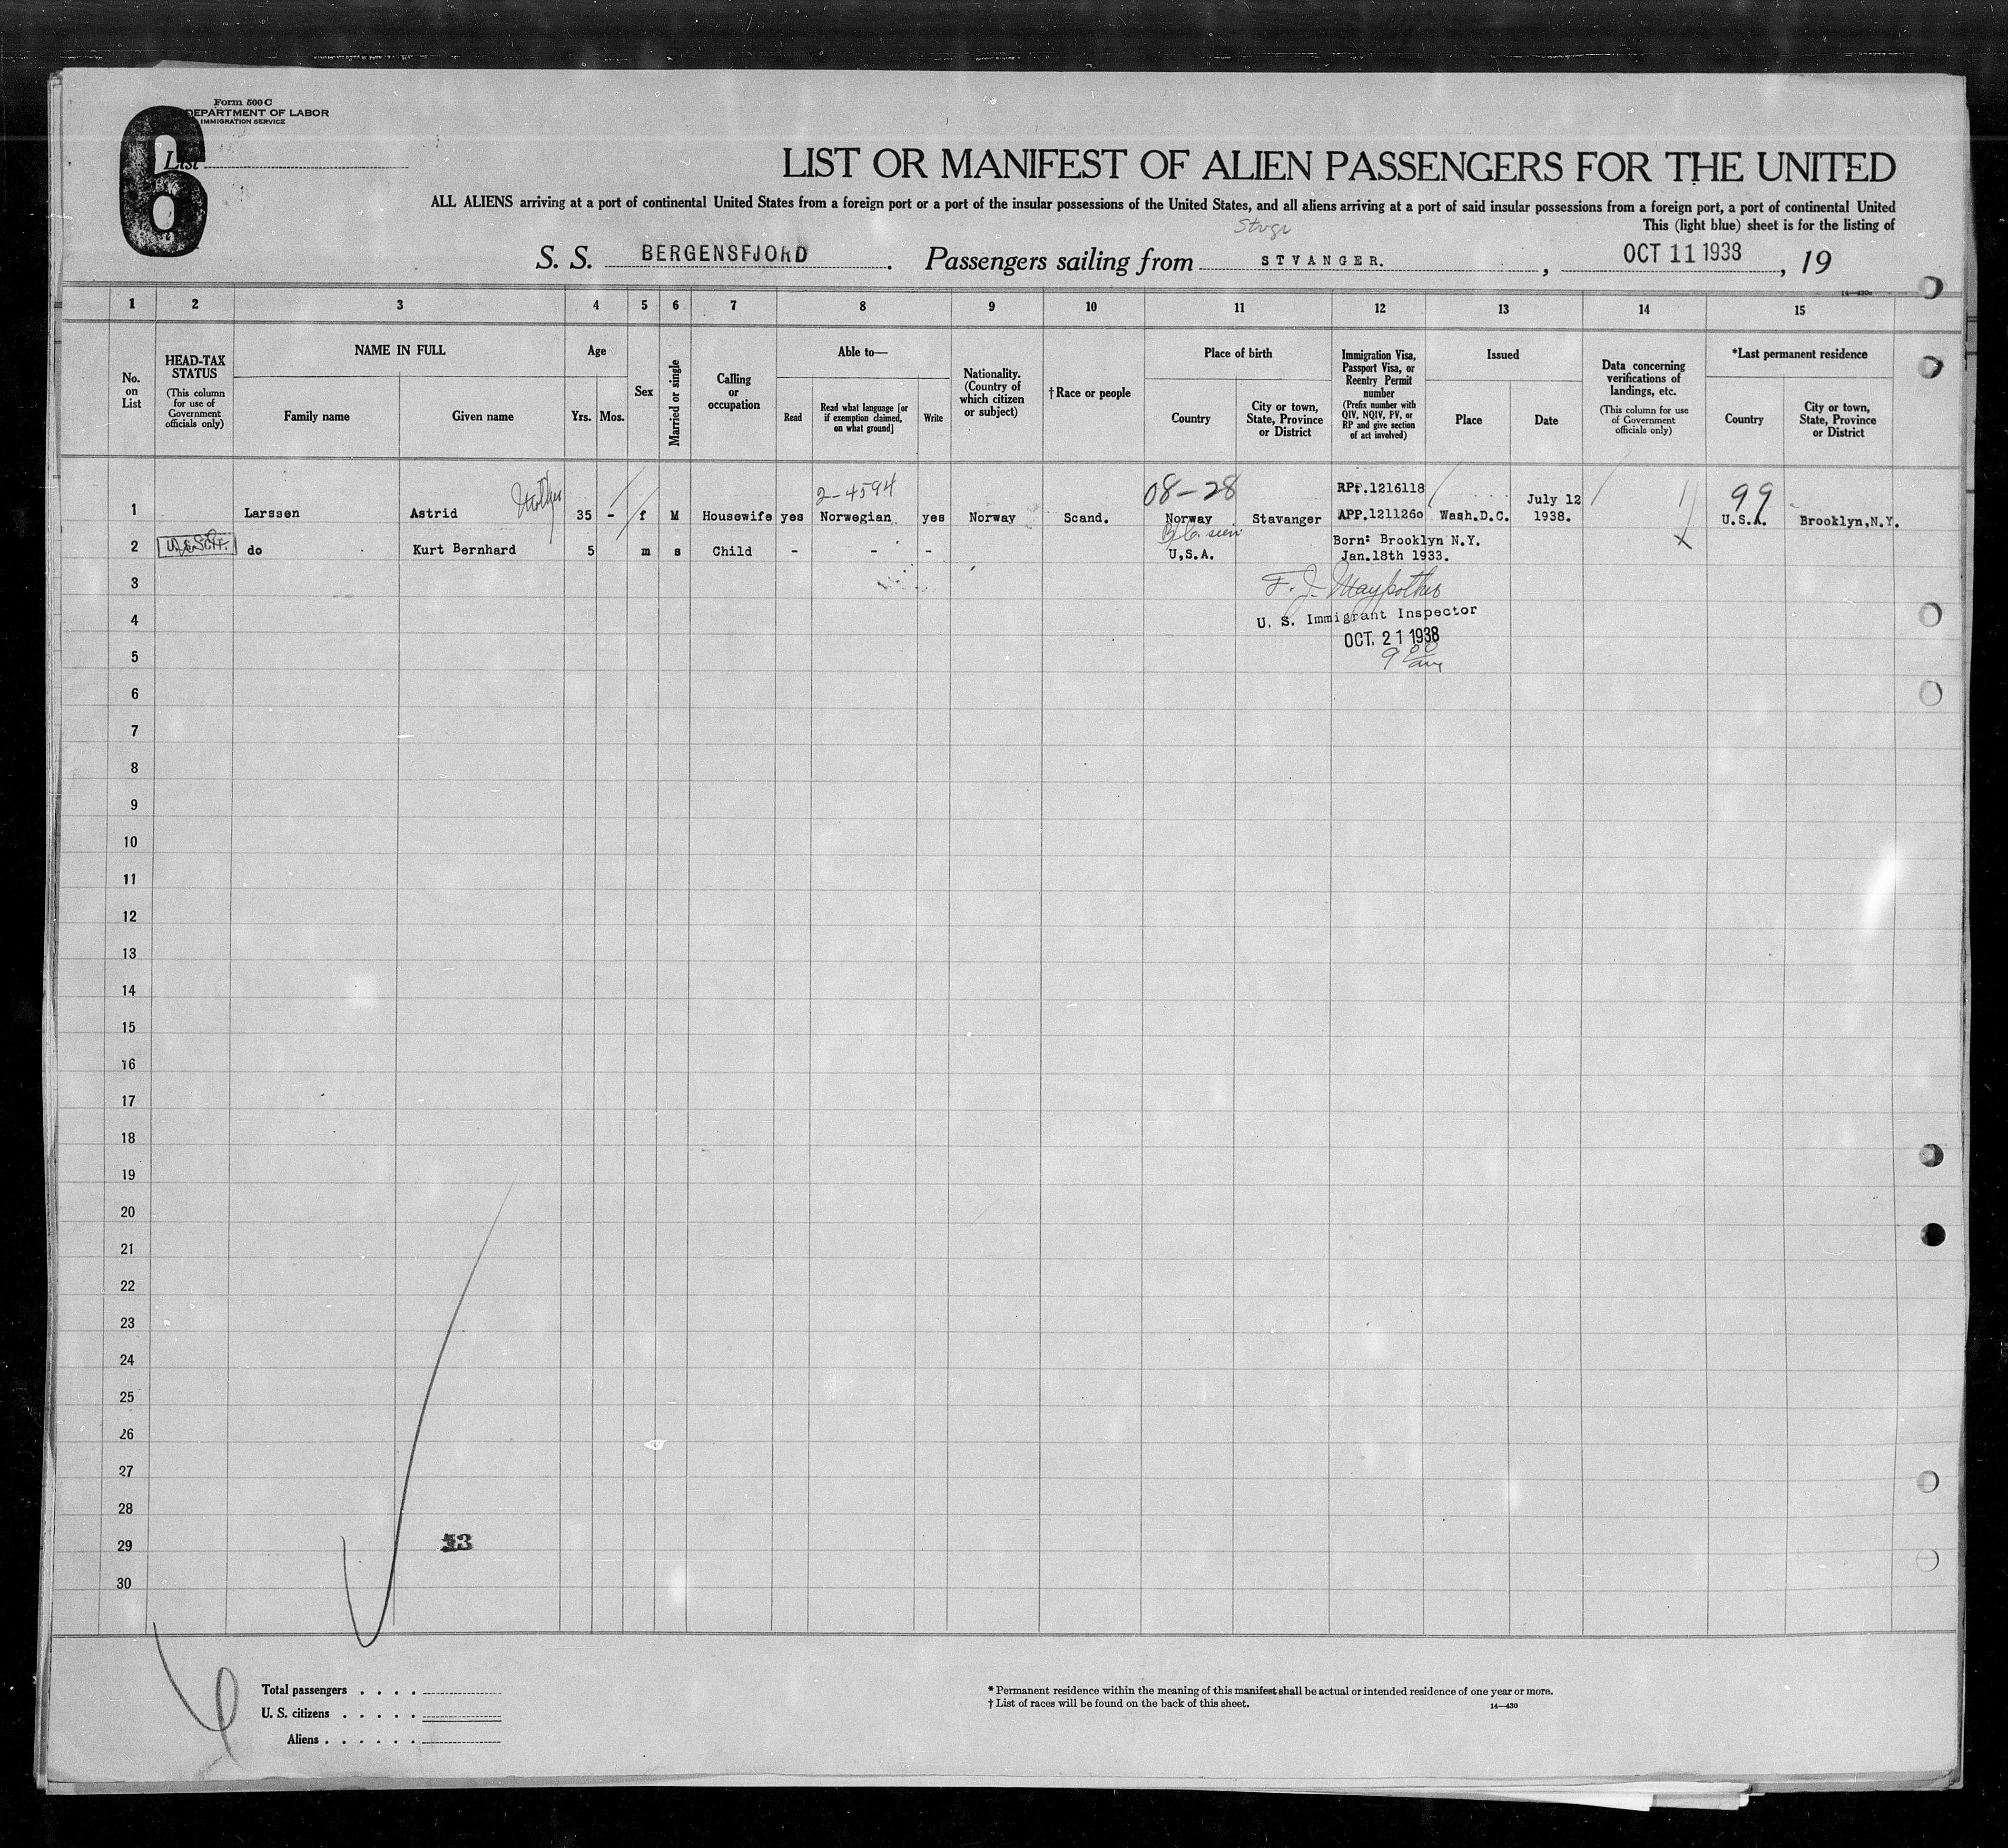 Form 500 C
DEPARTMENT OF LABOR
IMMIGRATION SERVICE
6
List
LIST OR MANIFEST OF ALIEN PASSENGERS FOR THE UNITED
ALL ALIENS arriving at a port of continental United States from a foreign port or a port of the insular possessions of the United States, and all aliens arriving at a port of said insular possessions from a foreign port, a port of continental United
This (light blue) sheet is for the listing of
Stvgr
S. S. BERGENSFJORD. Passengers sailing from STVANGER., OCT 11 1938, 19
14—430
1 2 3 4 5 6 7 8 9 10 11 12 13 14 15
No. on List
HEAD-TAX STATUS
(This column for use of Government officials only)
NAME IN FULL
Family name
Given name
Age
Yrs. Mos.
Sex
Married or single
Calling or occupation
Able to—
Read
Read what language [or if exemption claimed, on what ground]
Write
Nationality. (Country of which citizen or subject)
†Race or people
Place of birth
Country
City or town, State, Province or District
Immigration Visa, Passport Visa, or Reentry Permit number
(Prefix number with QIV, NQIV, PV, or RP and give section of act involved)
Issued
Place
Date
Data concerning verifications of landings, etc.
(This column for use of Government officials only)
*Last permanent residence
Country
City or town, State, Province or District
Mother 2-4594 08-28 RPP.1216118 July 12 99
1 Larssen Astrid 35 - f M Housewife yes Norwegian yes Norway Scand. Norway Stavanger APP.1211260 Wash.D.C. 1938. U.S.A. Brooklyn,N.Y.
B/C. seen Born: Brooklyn N.Y.
2 do Kurt Bernhard 5 m s Child - - - U,S.A. Jan.18th 1933. x
3
4 U. S. Immigrant Inspector
OCT. 21 1938
5 9 00 am
6
7
8
9
10
11
12
13
14
15
16
17
18
19
20
21
22
23
24
25
26
27
28
29
30
Total passengers . . . .
U. S. citizens . . . . .
Aliens . . . . . .
* Permanent residence within the meaning of this manifest shall be actual or intended residence of one year or more.
† List of races will be found on the back of this sheet.
14—430